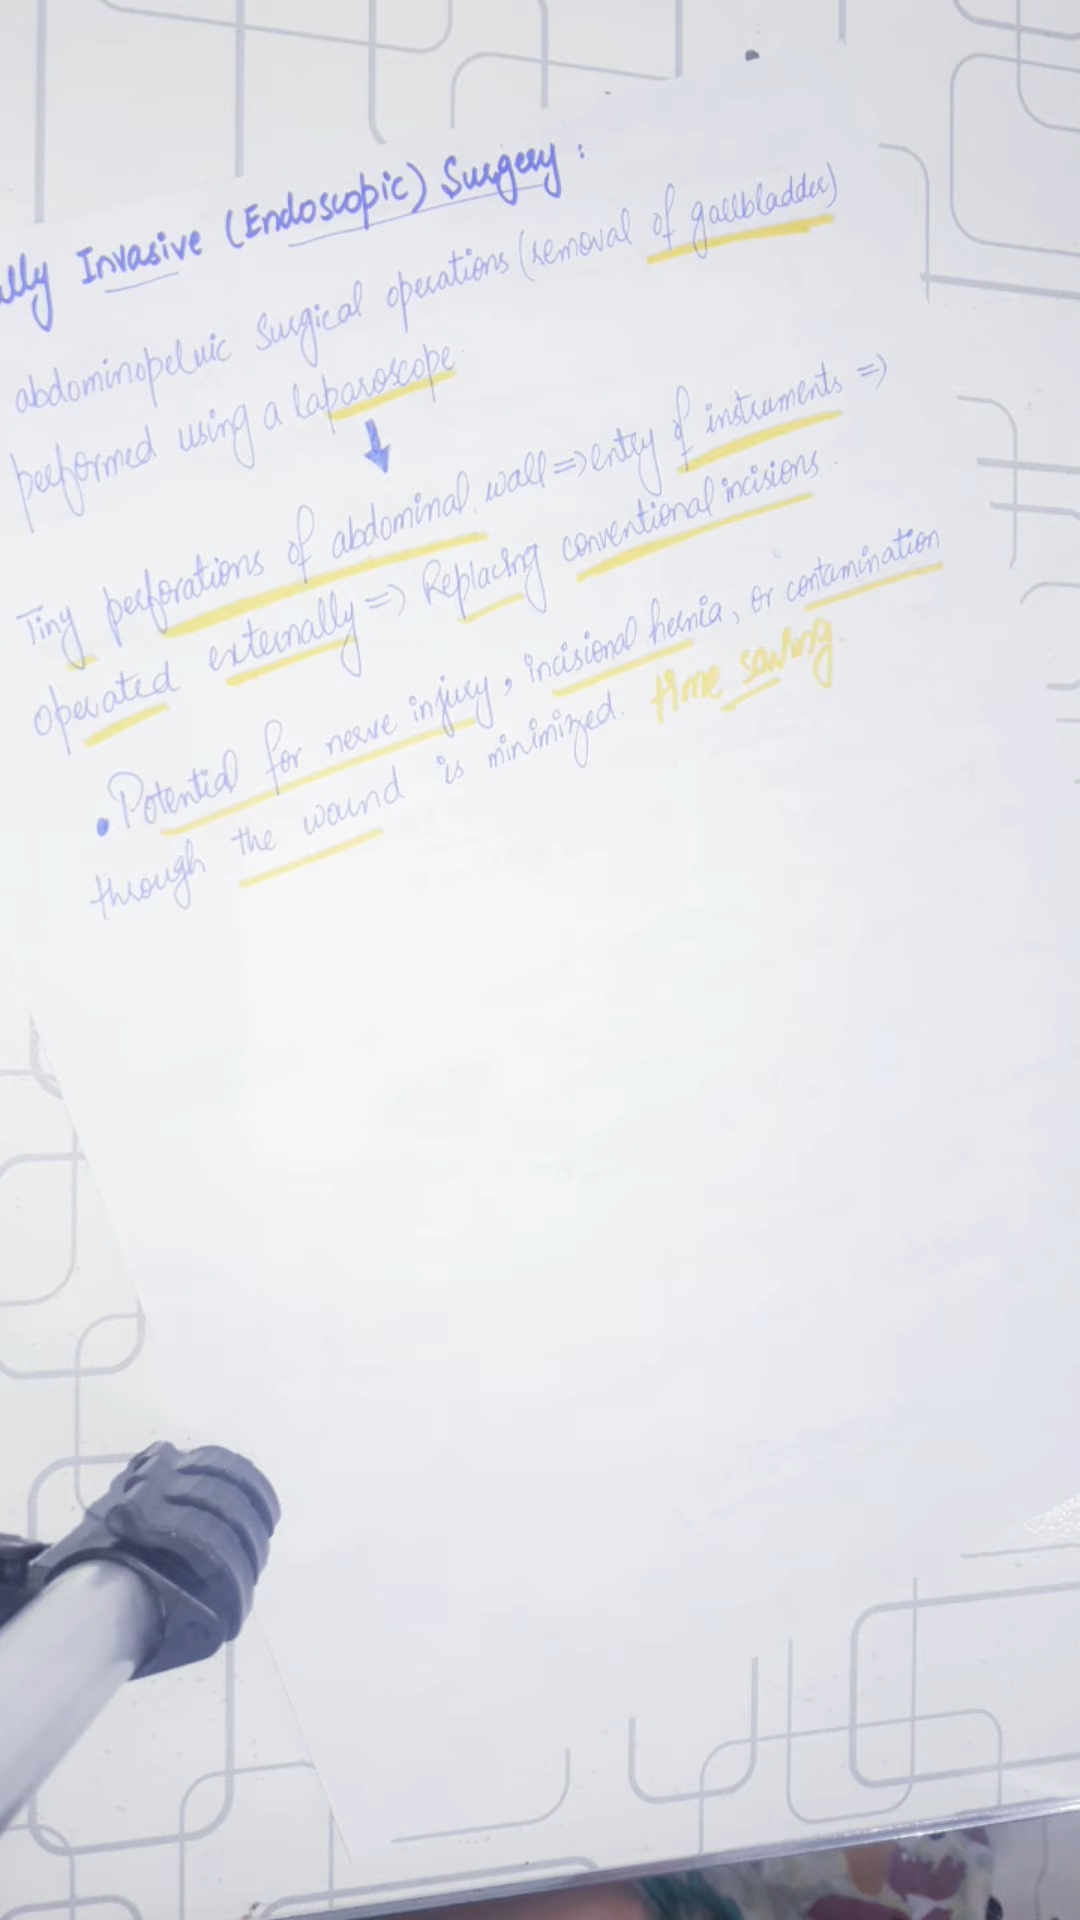 ally Invasive (Endoscopic) Surgery :
abdominopelvic surgical operations (removal of gallbladder)
performed using a laparoscope.
Tiny perforations of abdominal wall => entry of instruments =>
operated externally => Replacing conventional incisions.
• Potential for nerve injury, incisional hernia, or contamination
through the wound is minimized. time saving.